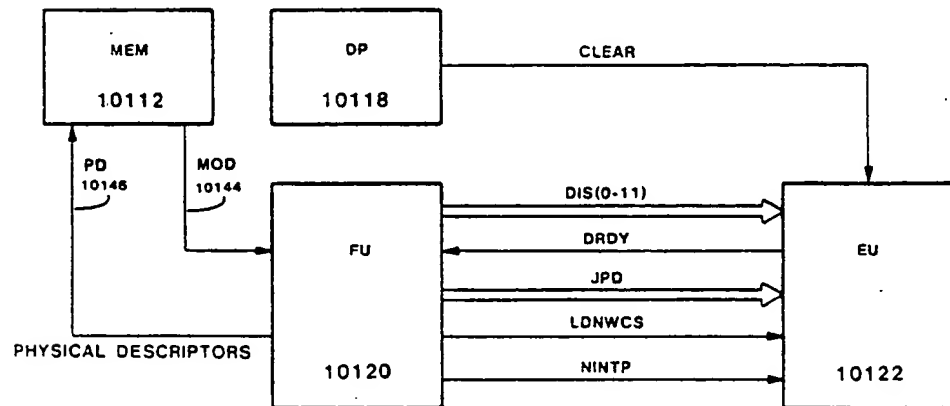 MEM
10112
DP
10118
CLEAR
PD
10146
MOD
10144
FU
10120
DIS(0-11)
DRDY
JPD
LDNWCS
NINTP
EU
10122
PHYSICAL DESCRIPTORS